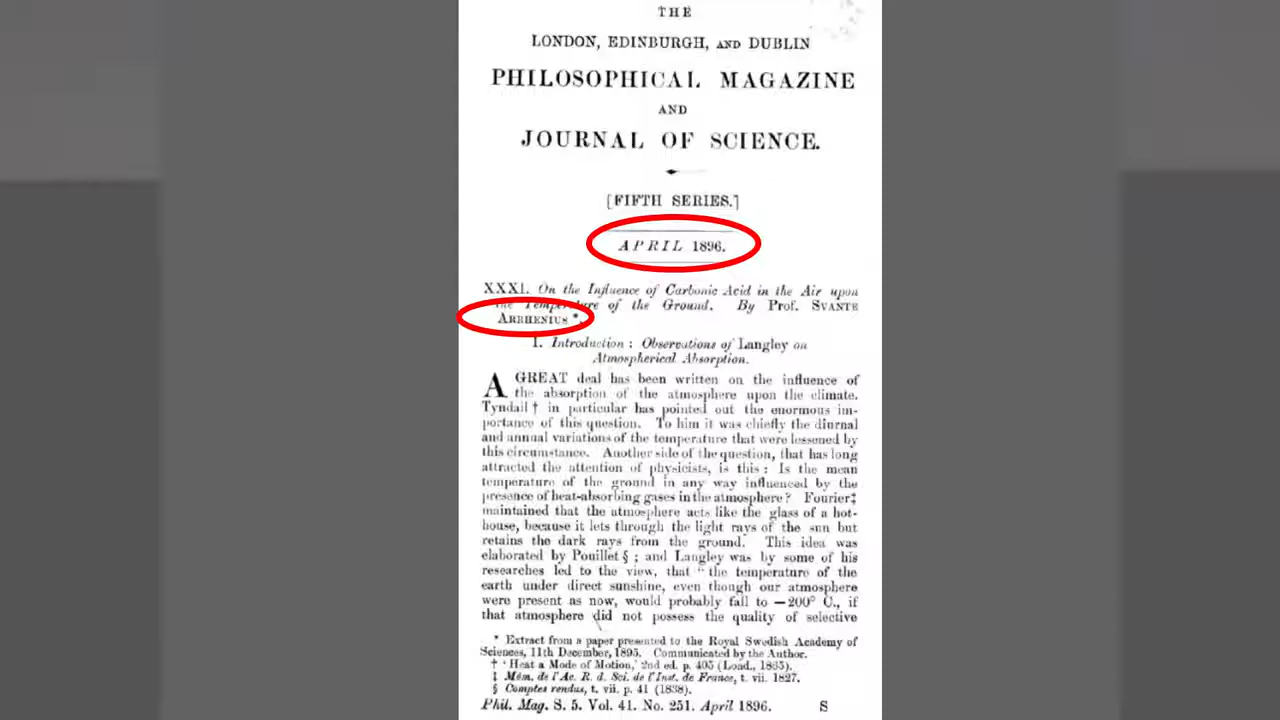 THE
LONDON, EDINBURGH, AND DUBLIN
PHILOSOPHICAL MAGAZINE
AND
JOURNAL OF SCIENCE.
[FIFTH SERIES.]
APRIL 1896.
XXXI. On the Influence of Carbonic Acid in the Air upon
the Temperature of the Ground. By Prof. SVANTE
ARRHENIUS *.
I. Introduction : Observations of Langley on
Atmospherical Absorption.
A GREAT deal has been written on the influence of
the absorption of the atmosphere upon the climate.
Tyndall † in particular has pointed out the enormous im-
portance of this question. To him it was chiefly the diurnal
and annual variations of the temperature that were lessened by
this circumstance. Another side of the question, that has long
attracted the attention of physicists, is this : Is the mean
temperature of the ground in any way influenced by the
presence of heat-absorbing gases in the atmosphere ? Fourier‡
maintained that the atmosphere acts like the glass of a hot-
house, because it lets through the light rays of the sun but
retains the dark rays from the ground. This idea was
elaborated by Pouillet § ; and Langley was by some of his
researches led to the view, that " the temperature of the
earth under direct sunshine, even though our atmosphere
were present as now, would probably fall to —200° C., if
that atmosphere did not possess the quality of selective
* Extract from a paper presented to the Royal Swedish Academy of
Sciences, 11th December, 1895. Communicated by the Author.
† ' Heat a Mode of Motion,' 2nd ed. p. 405 (Lond., 1865).
‡ Mém. de l'Ac. R. d. Sci. de l'Inst. de France, t. vii. 1827.
§ Comptes rendus, t. vii. p. 41 (1838).
Phil. Mag. S. 5. Vol. 41. No. 251. April 1896. S